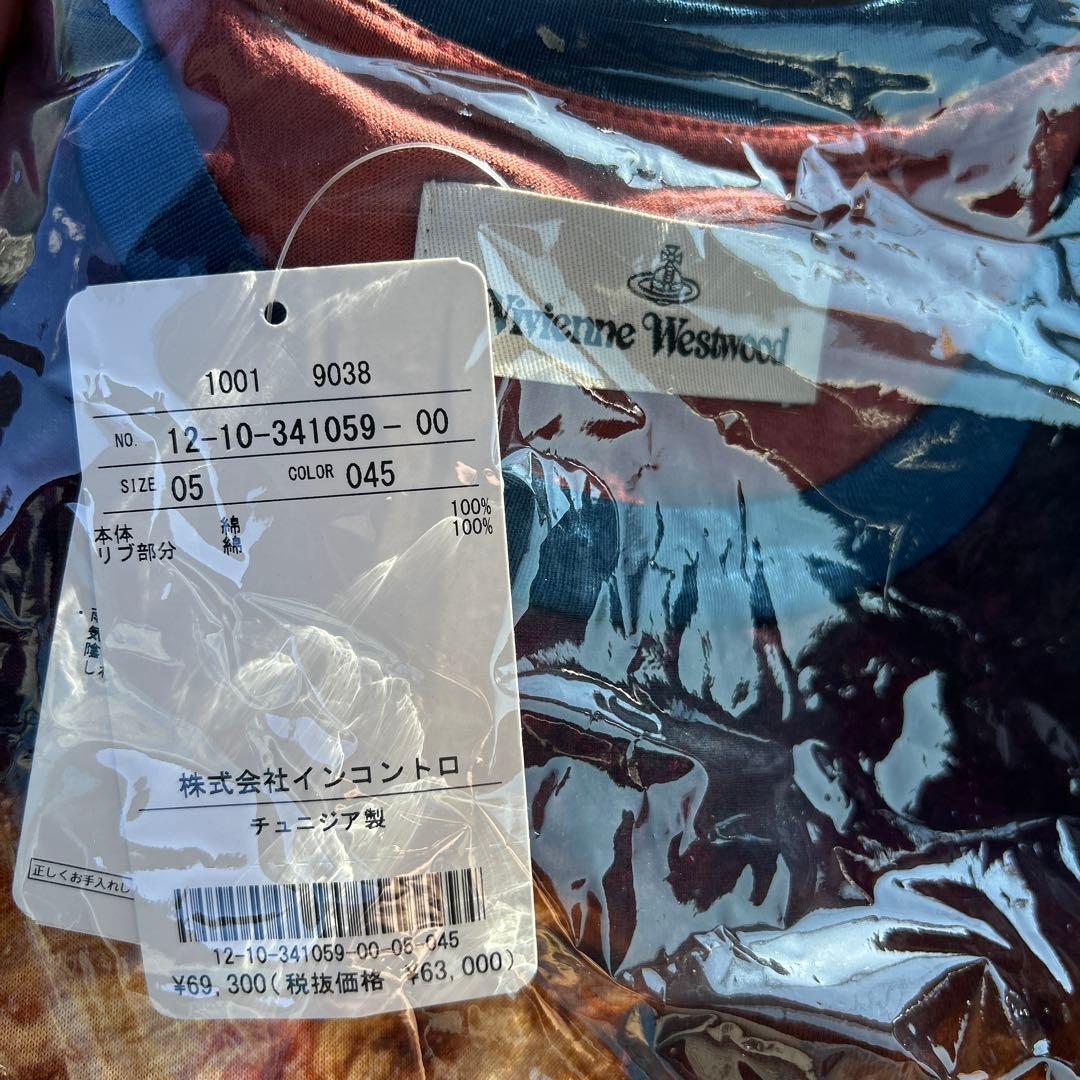 Vivienne Westwood
1001 9038
NO. 12-10-341059-00
SIZE 05 COLOR 045
本体 綿 100%
リブ部分 綿 100%
株式会社インコントロ
チュニジア製
12-10-341059-00-05-045
¥69,300(税抜価格 ¥63,000)
正しくお手入れし